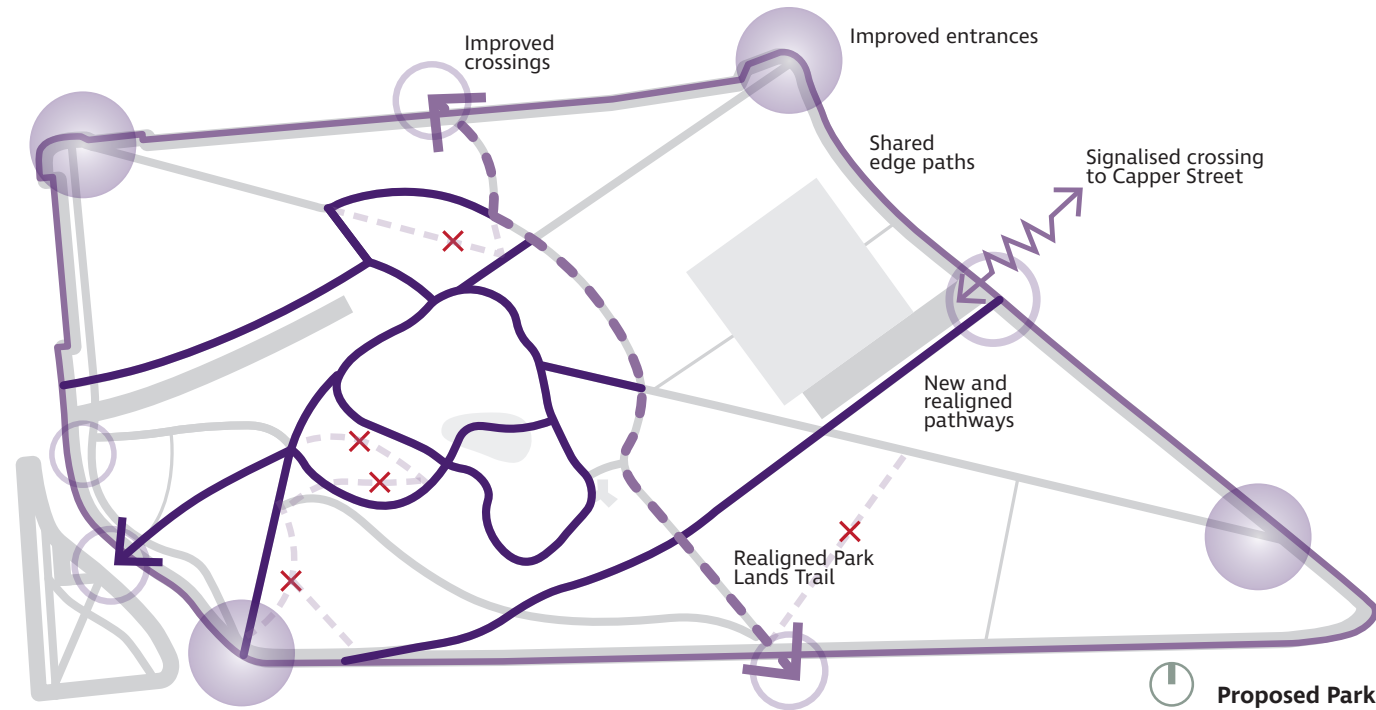 Improved
crossings
Improved entrances
Shared
edge paths
Signalised crossing
to Capper Street
New and
realigned
pathways
Realigned Park
Lands Trail
Proposed Park